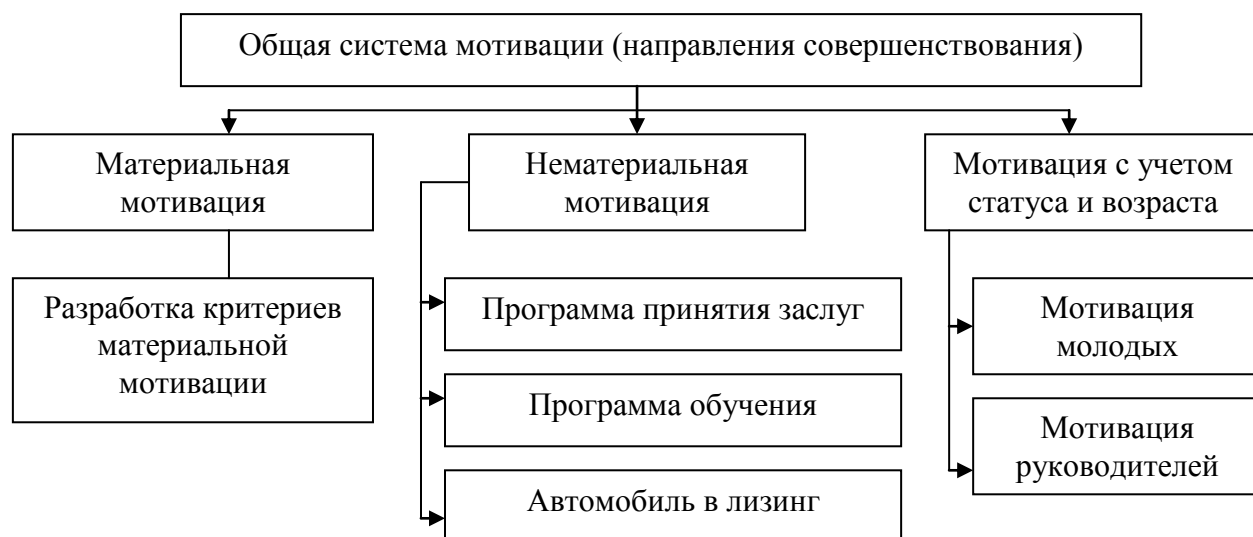 Общая система мотивации (направления совершенствования)
Материальная
мотивация
Нематериальная
мотивация
Мотивация с учетом
статуса и возраста
Разработка критериев
материальной
мотивации
Программа принятия заслуг
Программа обучения
Автомобиль в лизинг
Мотивация
молодых
Мотивация
руководителей